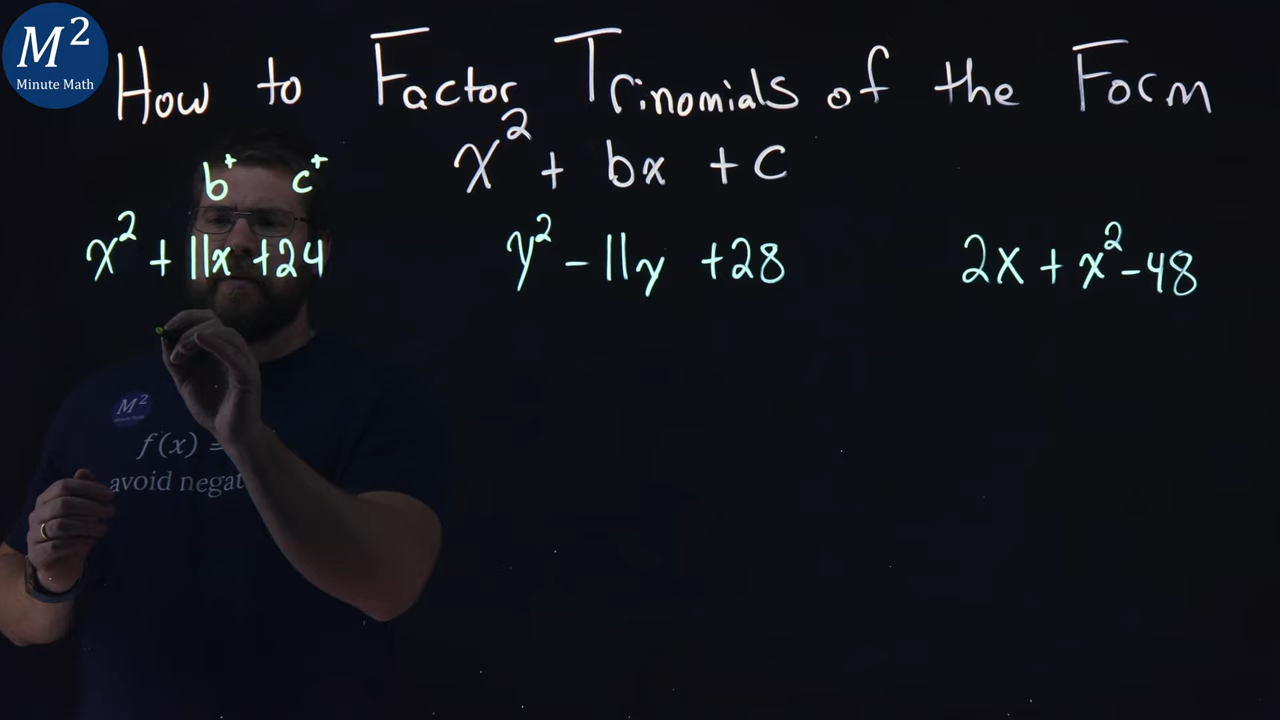 M²
Minute Math
How to Factor Trinomials of the Form
x² + bx + c
b⁺ c⁺
x² + 11x + 24
y² - 11y + 28
2x + x² - 48
M²
f(x) =
avoid negat